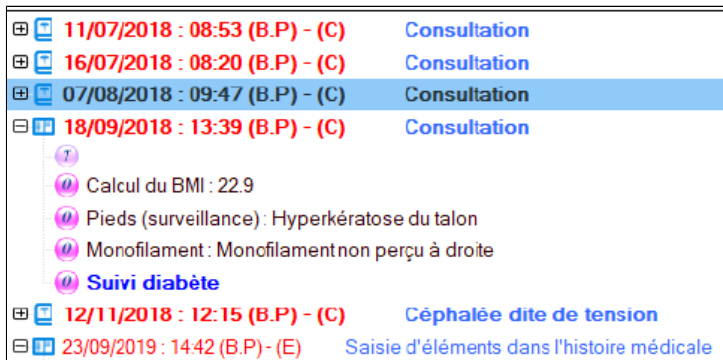 11/07/2018 : 08:53 (B.P) - (C) Consultation
16/07/2018 : 08:20 (B.P) - (C) Consultation
07/08/2018 : 09:47 (B.P) - (C) Consultation
18/09/2018 : 13:39 (B.P) - (C) Consultation
T
O Calcul du BMI : 22.9
O Pieds (surveillance) : Hyperkératose du talon
O Monofilament : Monofilament non perçu à droite
O Suivi diabète
12/11/2018 : 12:15 (B.P) - (C) Céphalée dite de tension
23/09/2019 : 14:42 (B.P) - (E) Saisie d'éléments dans l'histoire médicale